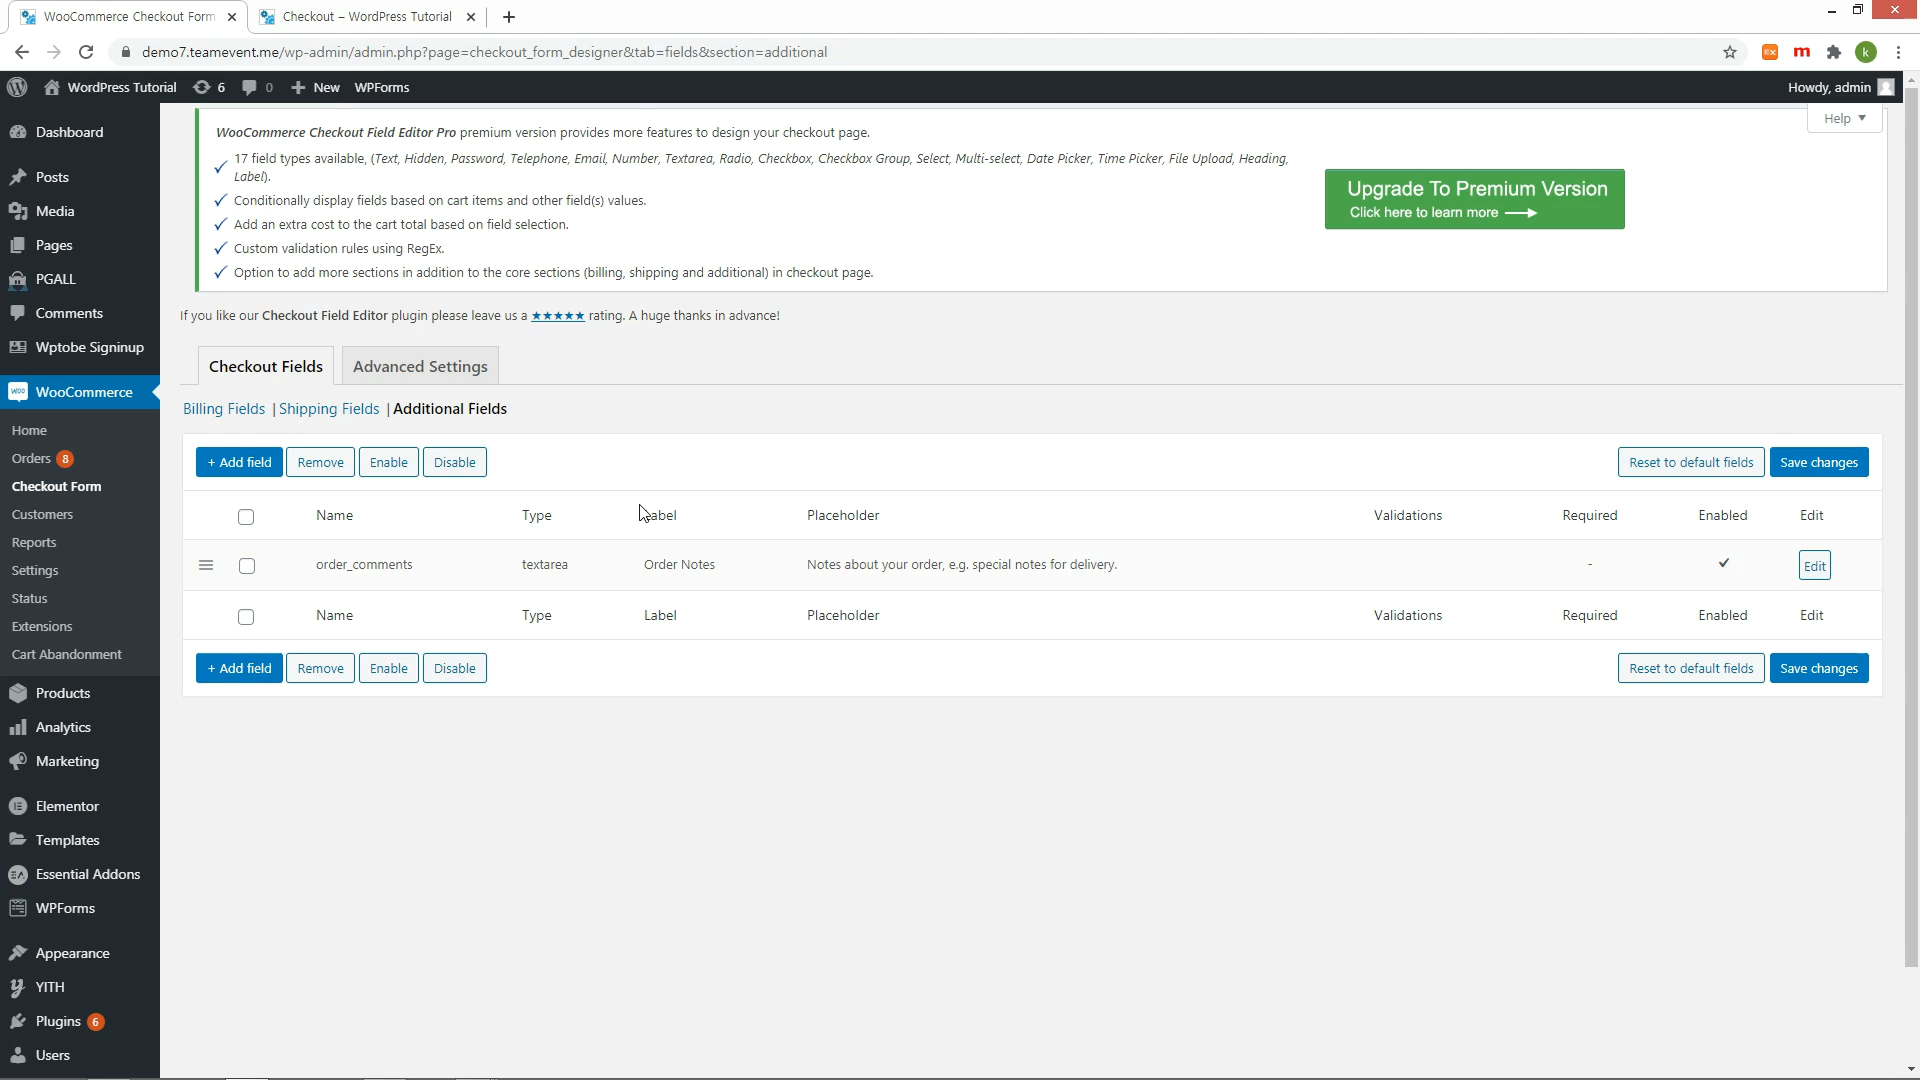 WooCommerce Checkout Form
Checkout – WordPress Tutorial
demo7.teamevent.me/wp-admin/admin.php?page=checkout_form_designer&tab=fields&section=additional
WordPress Tutorial 6 0 New WPForms
Howdy, admin
Help
Dashboard
Posts
Media
Pages
PGALL
Comments
Wptobe Signinup
WooCommerce
Home
Orders 8
Checkout Form
Customers
Reports
Settings
Status
Extensions
Cart Abandonment
Products
Analytics
Marketing
Elementor
Templates
Essential Addons
WPForms
Appearance
YITH
Plugins 6
Users
WooCommerce Checkout Field Editor Pro premium version provides more features to design your checkout page.
17 field types available, (Text, Hidden, Password, Telephone, Email, Number, Textarea, Radio, Checkbox, Checkbox Group, Select, Multi-select, Date Picker, Time Picker, File Upload, Heading,
Label).
Conditionally display fields based on cart items and other field(s) values.
Add an extra cost to the cart total based on field selection.
Custom validation rules using RegEx.
Option to add more sections in addition to the core sections (billing, shipping and additional) in checkout page.
Upgrade To Premium Version
Click here to learn more
If you like our Checkout Field Editor plugin please leave us a ★★★★★ rating. A huge thanks in advance!
Checkout Fields Advanced Settings
Billing Fields | Shipping Fields | Additional Fields
+ Add field Remove Enable Disable Reset to default fields Save changes
Name Type Label Placeholder Validations Required Enabled Edit
order_comments textarea Order Notes Notes about your order, e.g. special notes for delivery. - ✓ Edit
Name Type Label Placeholder Validations Required Enabled Edit
+ Add field Remove Enable Disable Reset to default fields Save changes